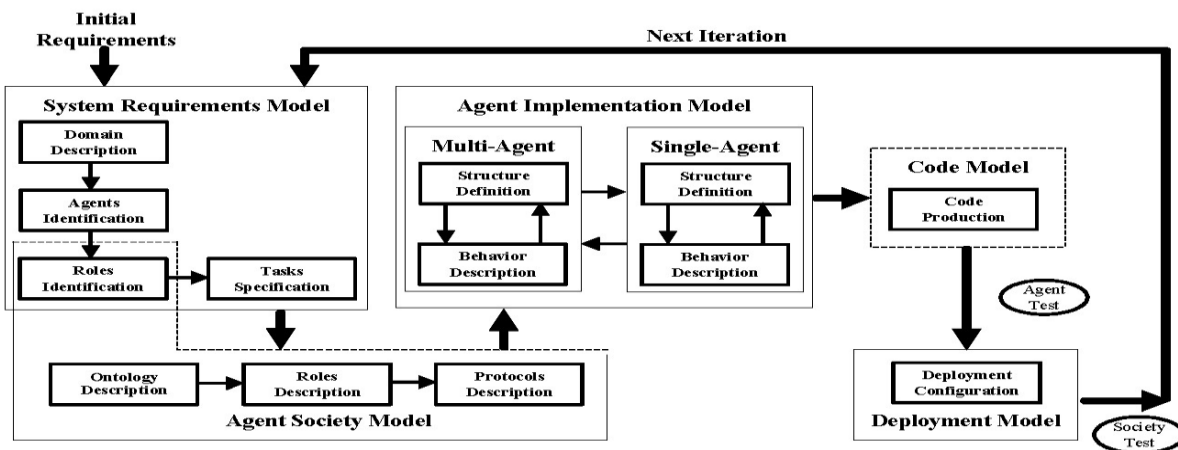 Initial
Requirements
Next Iteration
System Requirements Model
Domain
Description
Agents
Identification
Roles
Identification
Tasks
Specification
Agent Implementation Model
Multi-Agent
Structure
Definition
Behavior
Description
Single-Agent
Structure
Definition
Behavior
Description
Code Model
Code
Production
Agent
Test
Ontology
Description
Roles
Description
Protocols
Description
Agent Society Model
Deployment
Configuration
Deployment Model
Society
Test